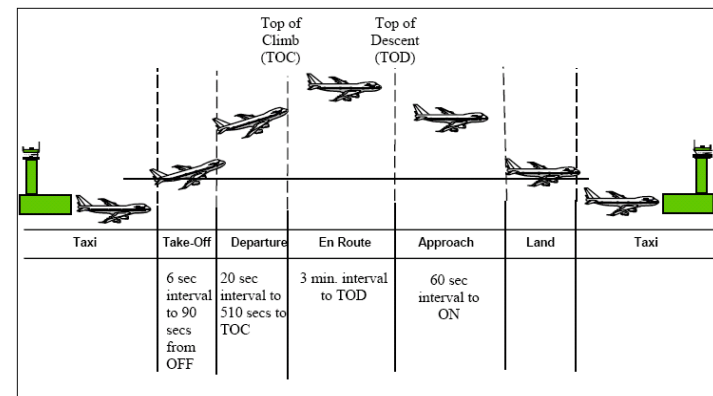 Top of
Climb
(TOC)
Top of
Descent
(TOD)
Taxi
Take-Off
Departure
En Route
Approach
Land
Taxi
6 sec
interval
to 90
secs
from
OFF
20 sec
interval to
510 secs to
TOC
3 min. interval
to TOD
60 sec
interval to
ON